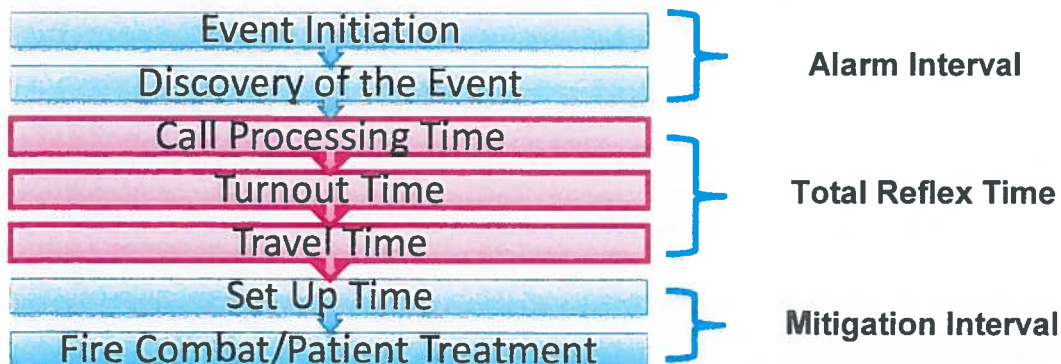 Event Initiation
Discovery of the Event
Alarm Interval
Call Processing Time
Turnout Time
Travel Time
Total Reflex Time
Set Up Time
Fire Combat/Patient Treatment
Mitigation Interval